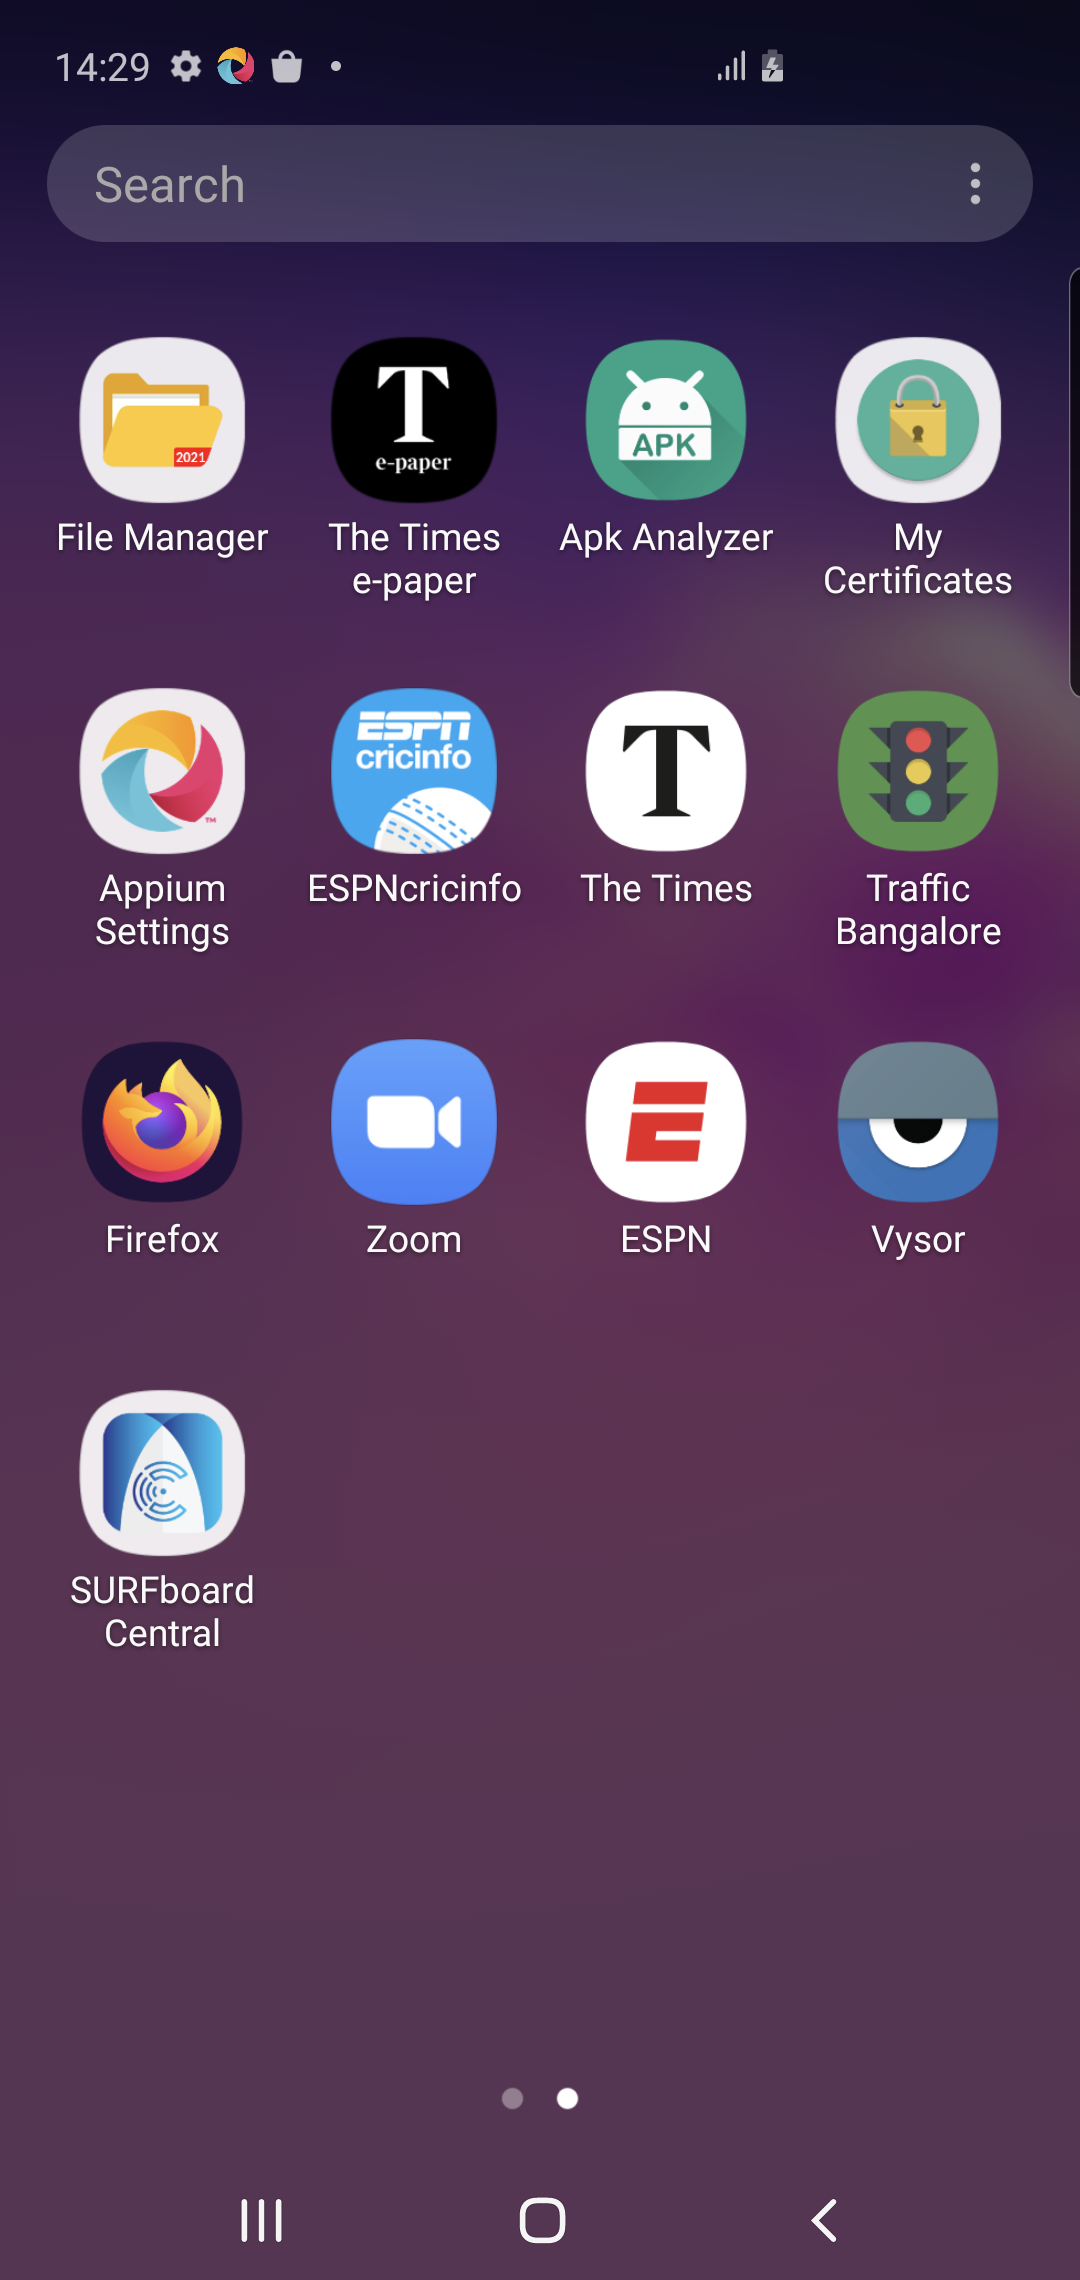 14:29
Search
2021
File Manager
T
e-paper
The Times
e-paper
APK
Apk Analyzer
My
Certificates
TM
Appium
Settings
ESPN
cricinfo
ESPNcricinfo
T
The Times
Traffic
Bangalore
Firefox
Zoom
E
ESPN
Vysor
C
SURFboard
Central